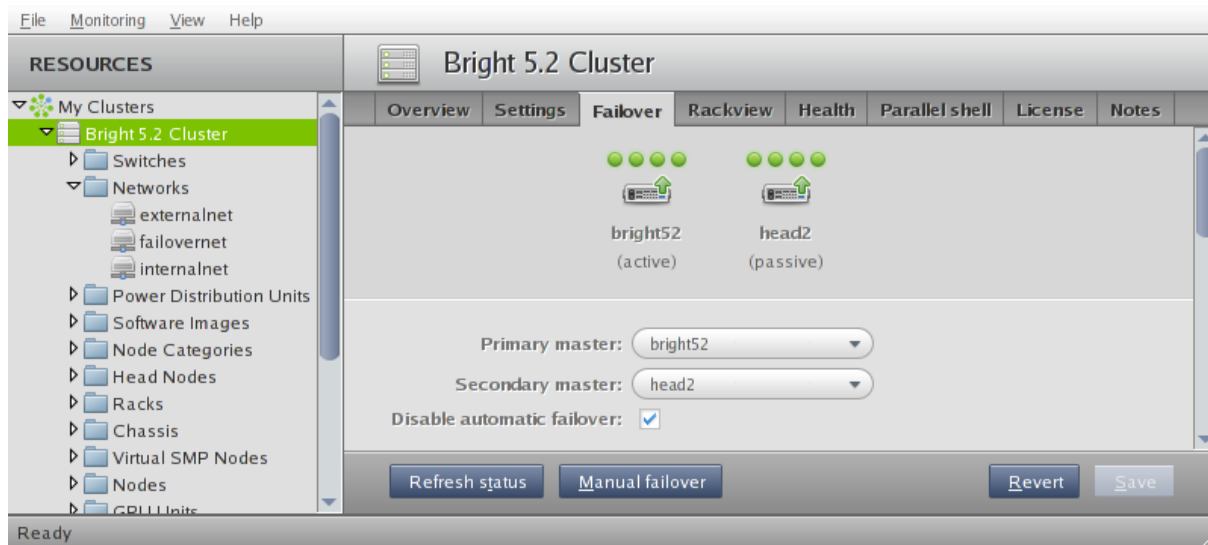 File Monitoring View Help
RESOURCES
Bright 5.2 Cluster
My Clusters
Bright 5.2 Cluster
Switches
Networks
externalnet
failovernet
internalnet
Power Distribution Units
Software Images
Node Categories
Head Nodes
Racks
Chassis
Virtual SMP Nodes
Nodes
GPU Units
Overview Settings Failover Rackview Health Parallel shell License Notes
bright52 head2
(active) (passive)
Primary master: bright52
Secondary master: head2
Disable automatic failover:
Refresh status Manual failover Revert Save
Ready